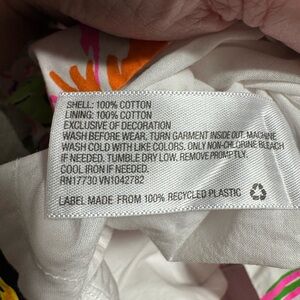 SHELL: 100% COTTON
LINING: 100% COTTON
EXCLUSIVE OF DECORATION
WASH BEFORE WEAR. TURN GARMENT INSIDE OUT. MACHINE
WASH COLD WITH LIKE COLORS. ONLY NON-CHLORINE BLEACH
IF NEEDED. TUMBLE DRY LOW. REMOVE PROMPTLY.
COOL IRON IF NEEDED.
RN17730 VN1042782
LABEL MADE FROM 100% RECYCLED PLASTIC